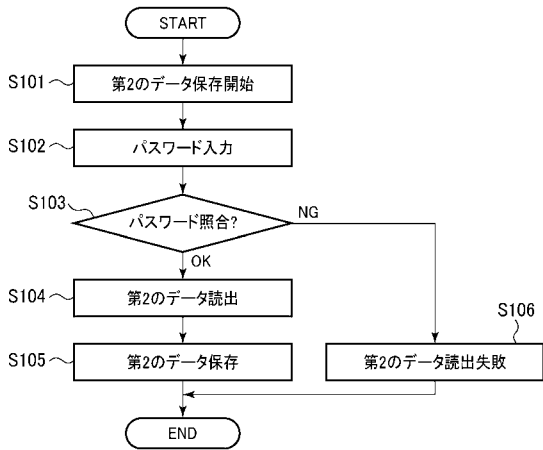 START
S101
第2のデータ保存開始
S102
パスワード入力
S103
パスワード照合?
NG
OK
S104
第2のデータ読出
S106
S105
第2のデータ保存
第2のデータ読出失敗
END